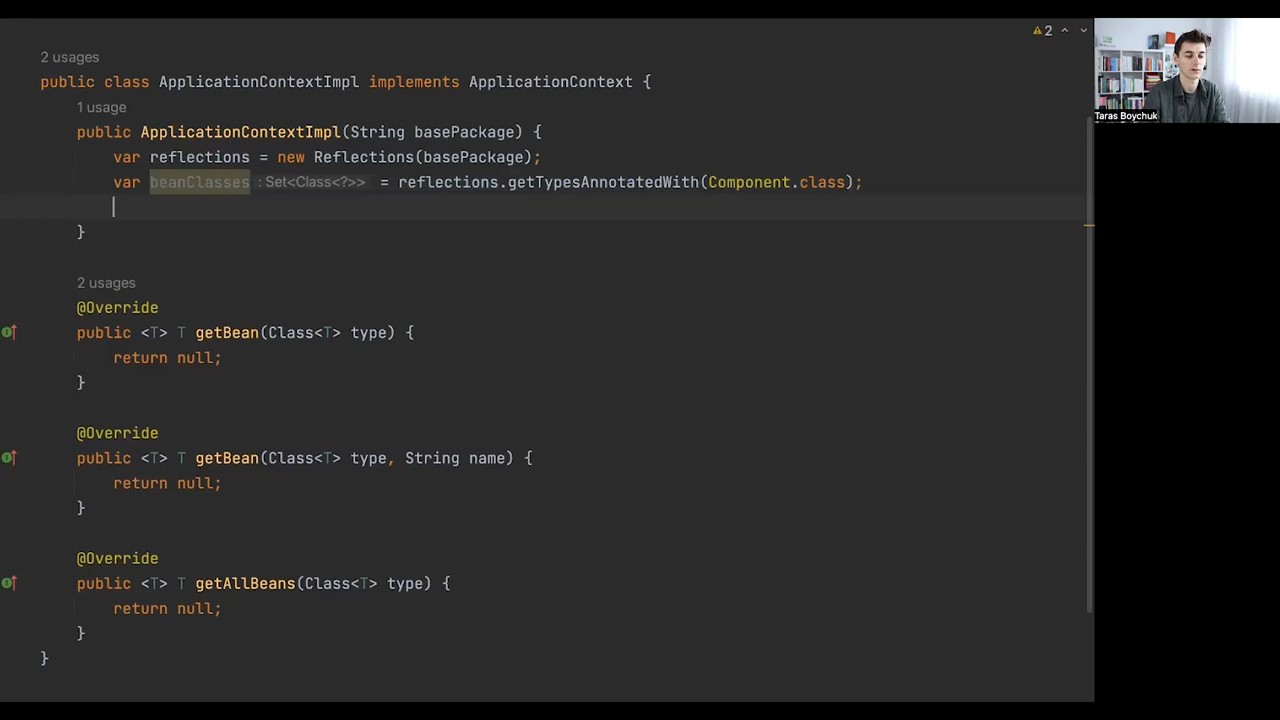 2
2 usages
public class ApplicationContextImpl implements ApplicationContext {
1 usage
public ApplicationContextImpl(String basePackage) {
var reflections = new Reflections(basePackage);
var beanClasses : Set<Class<?>> = reflections.getTypesAnnotatedWith(Component.class);
}
2 usages
@Override
public <T> T getBean(Class<T> type) {
return null;
}
@Override
public <T> T getBean(Class<T> type, String name) {
return null;
}
@Override
public <T> T getAllBeans(Class<T> type) {
return null;
}
}
Taras Boychuk